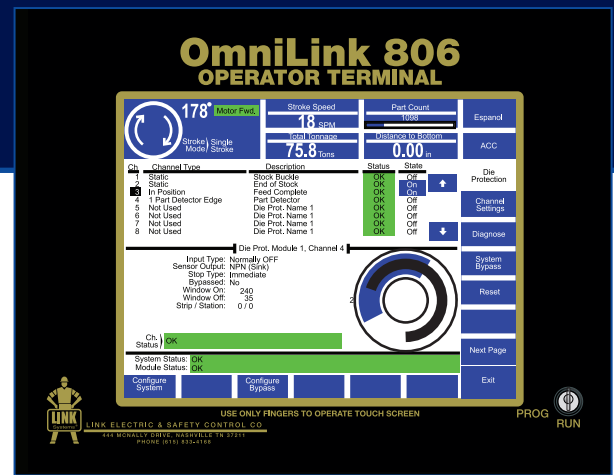 OmniLink 806
OPERATOR TERMINAL
178° Motor Fwd.
Stroke Mode Single Stroke
Stroke Speed
18 SPM
Part Count
1098
Total Tonnage
75.8 Tons
Distance to Bottom
0.00 in
Espanol
ACC
Die Protection
Channel Settings
Diagnose
System Bypass
Reset
Next Page
Exit
Ch. Channel Type Description Status State
1 Static Stock Buckle OK Off
2 Static End of Stock OK On
3 In Position Feed Complete OK On
4 1 Part Detector Edge Part Detector OK Off
5 Not Used Die Prot. Name 1 OK Off
6 Not Used Die Prot. Name 1 OK Off
7 Not Used Die Prot. Name 1 OK Off
8 Not Used Die Prot. Name 1 OK Off
Die Prot. Module 1, Channel 4
Input Type: Normally OFF
Sensor Output: NPN (Sink)
Stop Type: Immediate
Bypassed: No
Window On: 240
Window Off: 35
Strip / Station: 0 / 0
2
Ch. Status OK
System Status: OK
Module Status: OK
Configure System
Configure Bypass
USE ONLY FINGERS TO OPERATE TOUCH SCREEN
LINK
Systems
LINK ELECTRIC & SAFETY CONTROL CO
444 MCNALLY DRIVE, NASHVILLE TN 37211
PHONE (615) 833-4168
PROG
RUN